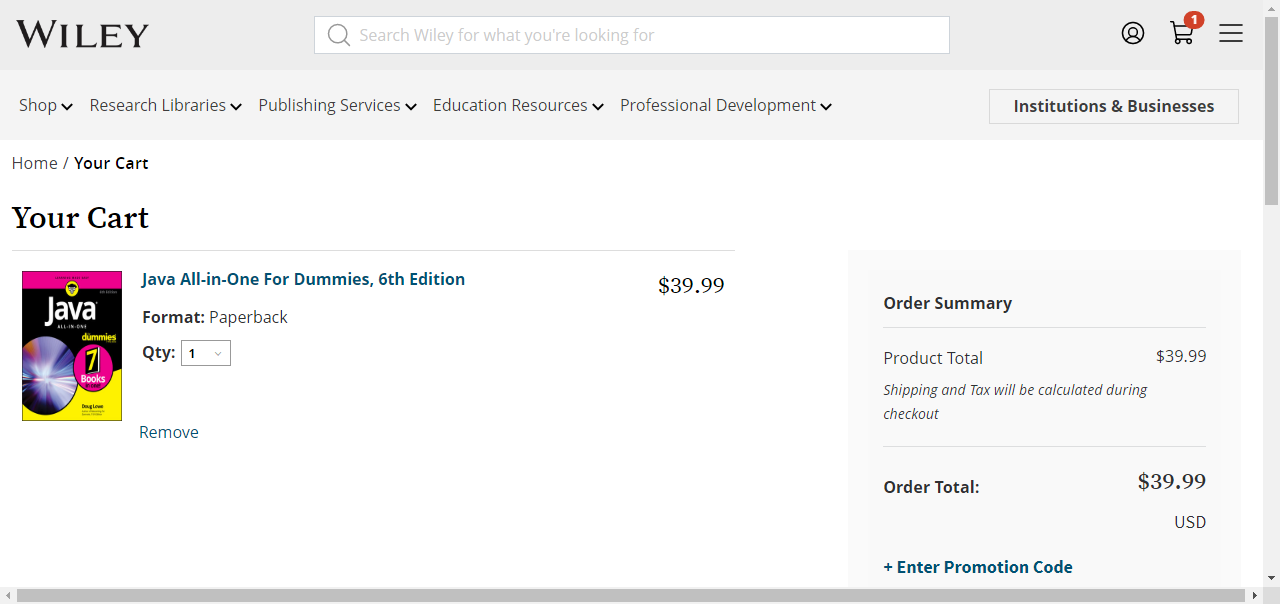 WILEY
Search Wiley for what you're looking for
1
Shop Research Libraries Publishing Services Education Resources Professional Development
Institutions & Businesses
Home / Your Cart
Your Cart
Java
ALL-IN-ONE
dummies
7
Books
Doug Lowe
Java All-in-One For Dummies, 6th Edition
$39.99
Format: Paperback
Qty: 1
Remove
Order Summary
Product Total $39.99
Shipping and Tax will be calculated during
checkout
Order Total: $39.99
USD
+ Enter Promotion Code